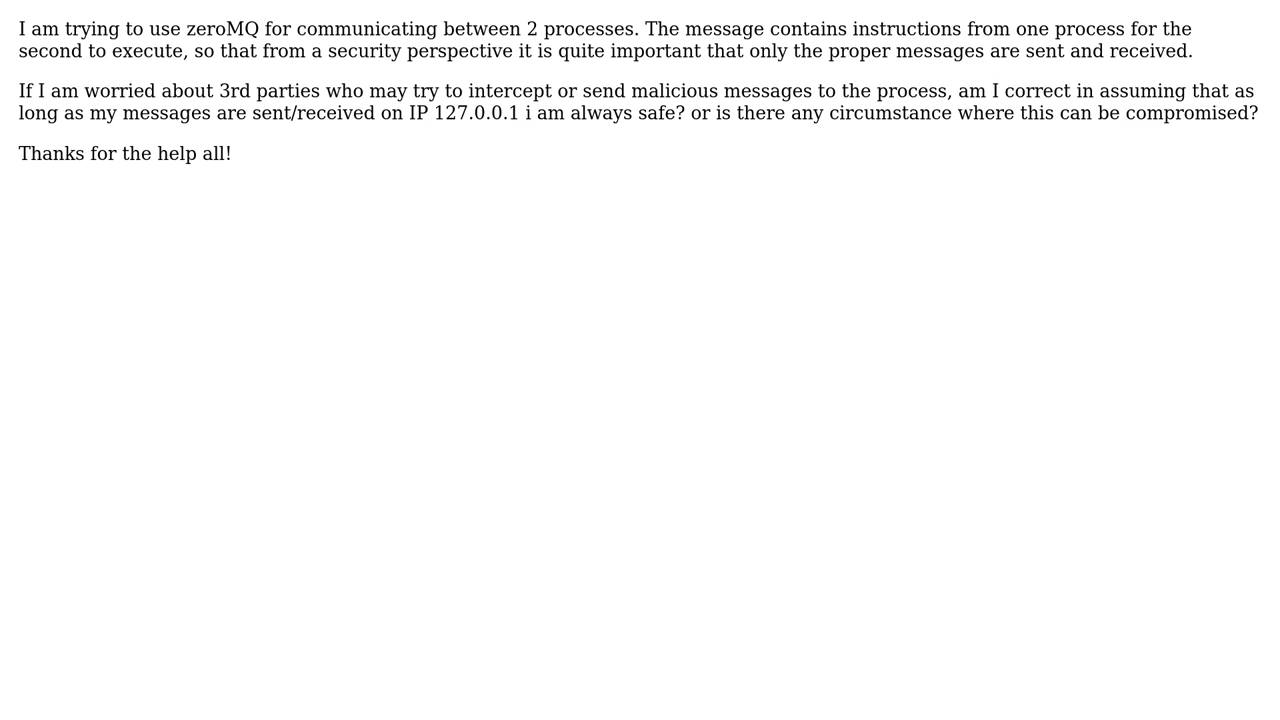 I am trying to use zeroMQ for communicating between 2 processes. The message contains instructions from one process for the
second to execute, so that from a security perspective it is quite important that only the proper messages are sent and received.
If I am worried about 3rd parties who may try to intercept or send malicious messages to the process, am I correct in assuming that as
long as my messages are sent/received on IP 127.0.0.1 i am always safe? or is there any circumstance where this can be compromised?
Thanks for the help all!